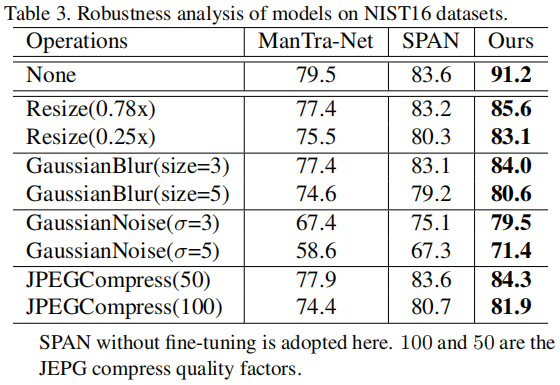 Table 3. Robustness analysis of models on NIST16 datasets.
Operations ManTra-Net SPAN Ours
None 79.5 83.6 91.2
Resize(0.78x) 77.4 83.2 85.6
Resize(0.25x) 75.5 80.3 83.1
GaussianBlur(size=3) 77.4 83.1 84.0
GaussianBlur(size=5) 74.6 79.2 80.6
GaussianNoise(σ=3) 67.4 75.1 79.5
GaussianNoise(σ=5) 58.6 67.3 71.4
JPEGCompress(50) 77.9 83.6 84.3
JPEGCompress(100) 74.4 80.7 81.9
SPAN without fine-tuning is adopted here. 100 and 50 are the
JEPG compress quality factors.